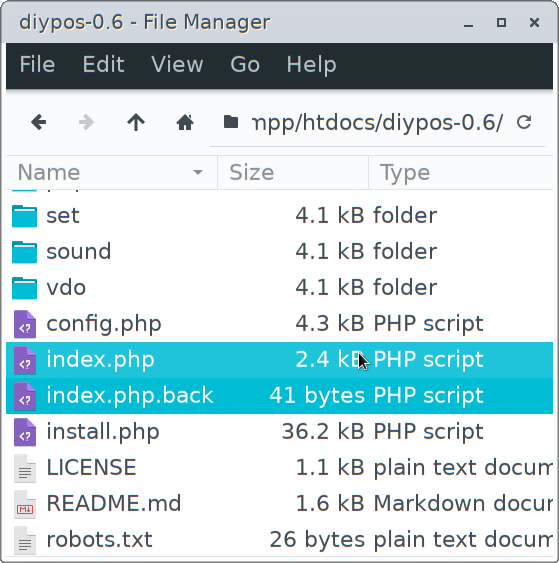 diypos-0.6 - File Manager
File Edit View Go Help
mpp/htdocs/diypos-0.6/
Name Size Type
set 4.1 kB folder
sound 4.1 kB folder
vdo 4.1 kB folder
config.php 4.3 kB PHP script
index.php 2.4 kB PHP script
index.php.back 41 bytes PHP script
install.php 36.2 kB PHP script
LICENSE 1.1 kB plain text docum
README.md 1.6 kB Markdown docum
robots.txt 26 bytes plain text docum